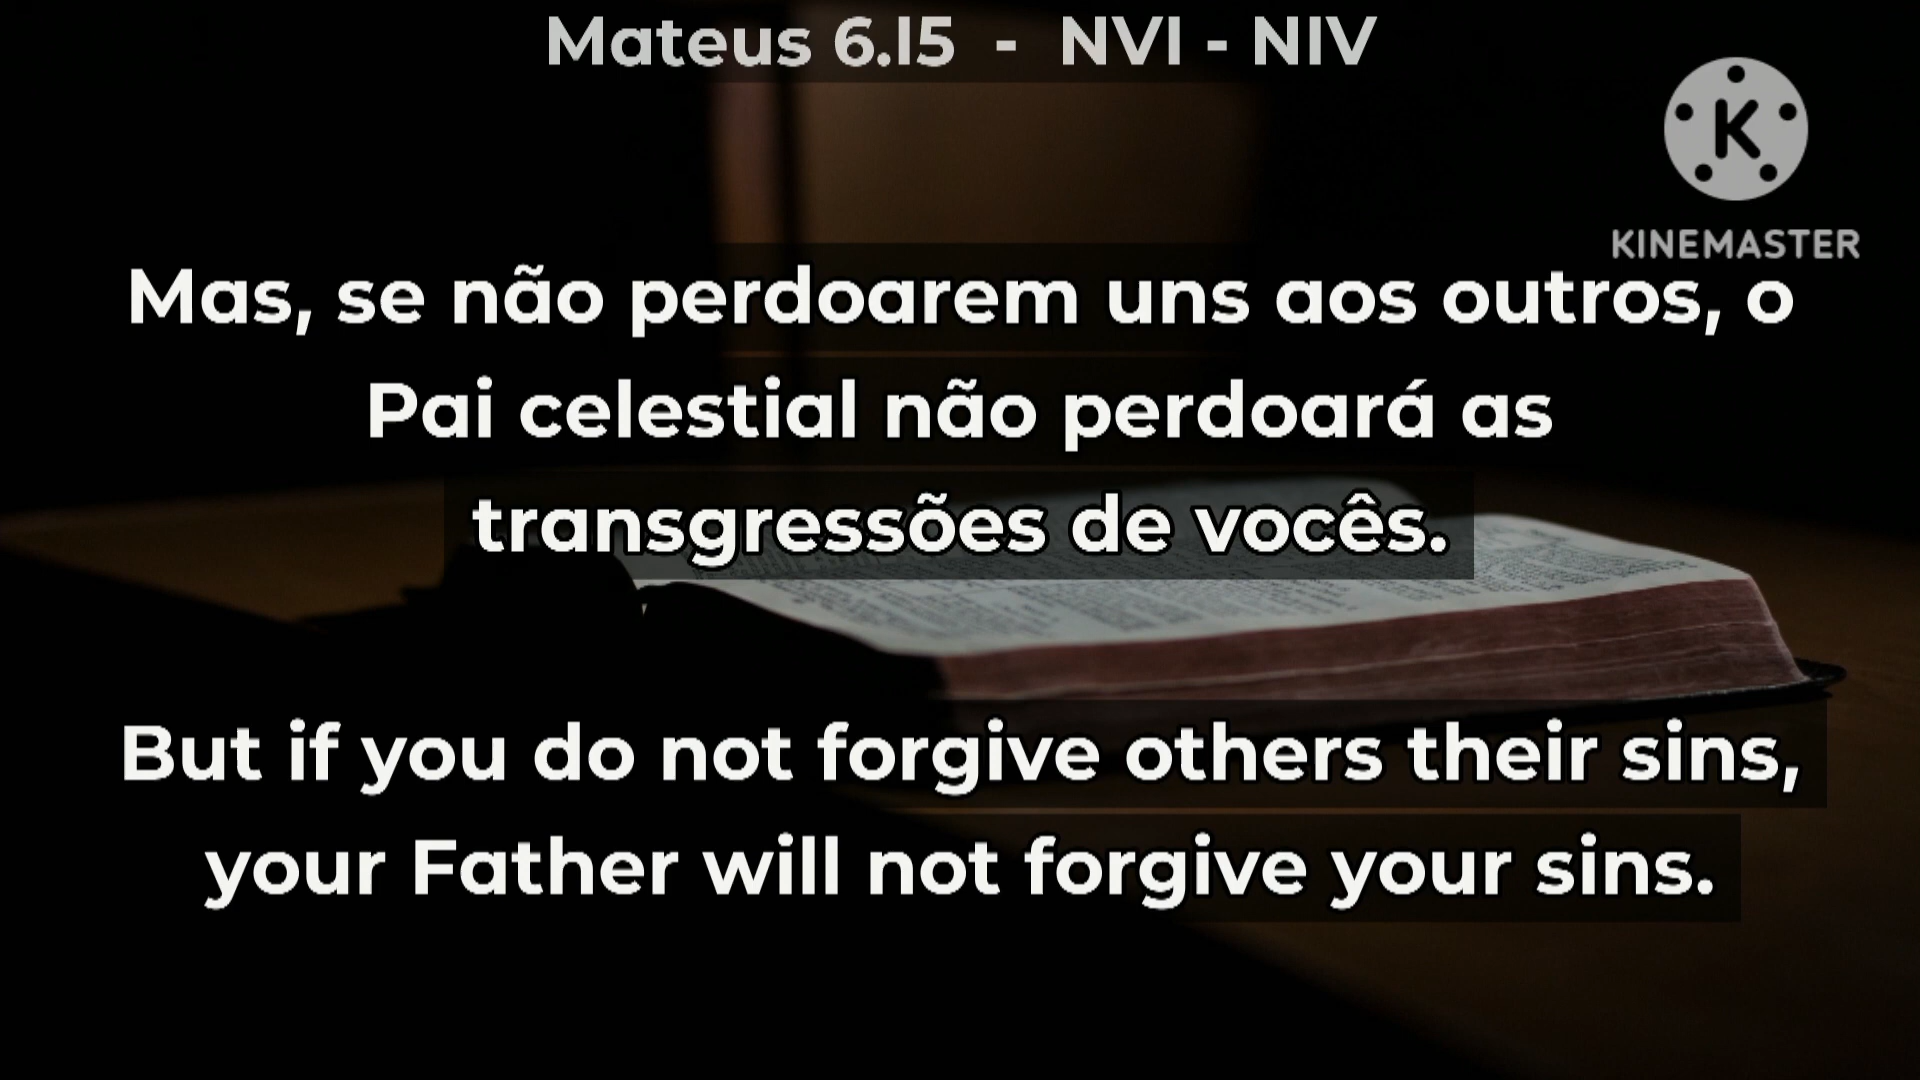 Mateus 6.15 - NVI - NIV
K
KINEMASTER
Mas, se não perdoarem uns aos outros, o
Pai celestial não perdoará as
transgressões de vocês.
But if you do not forgive others their sins,
your Father will not forgive your sins.